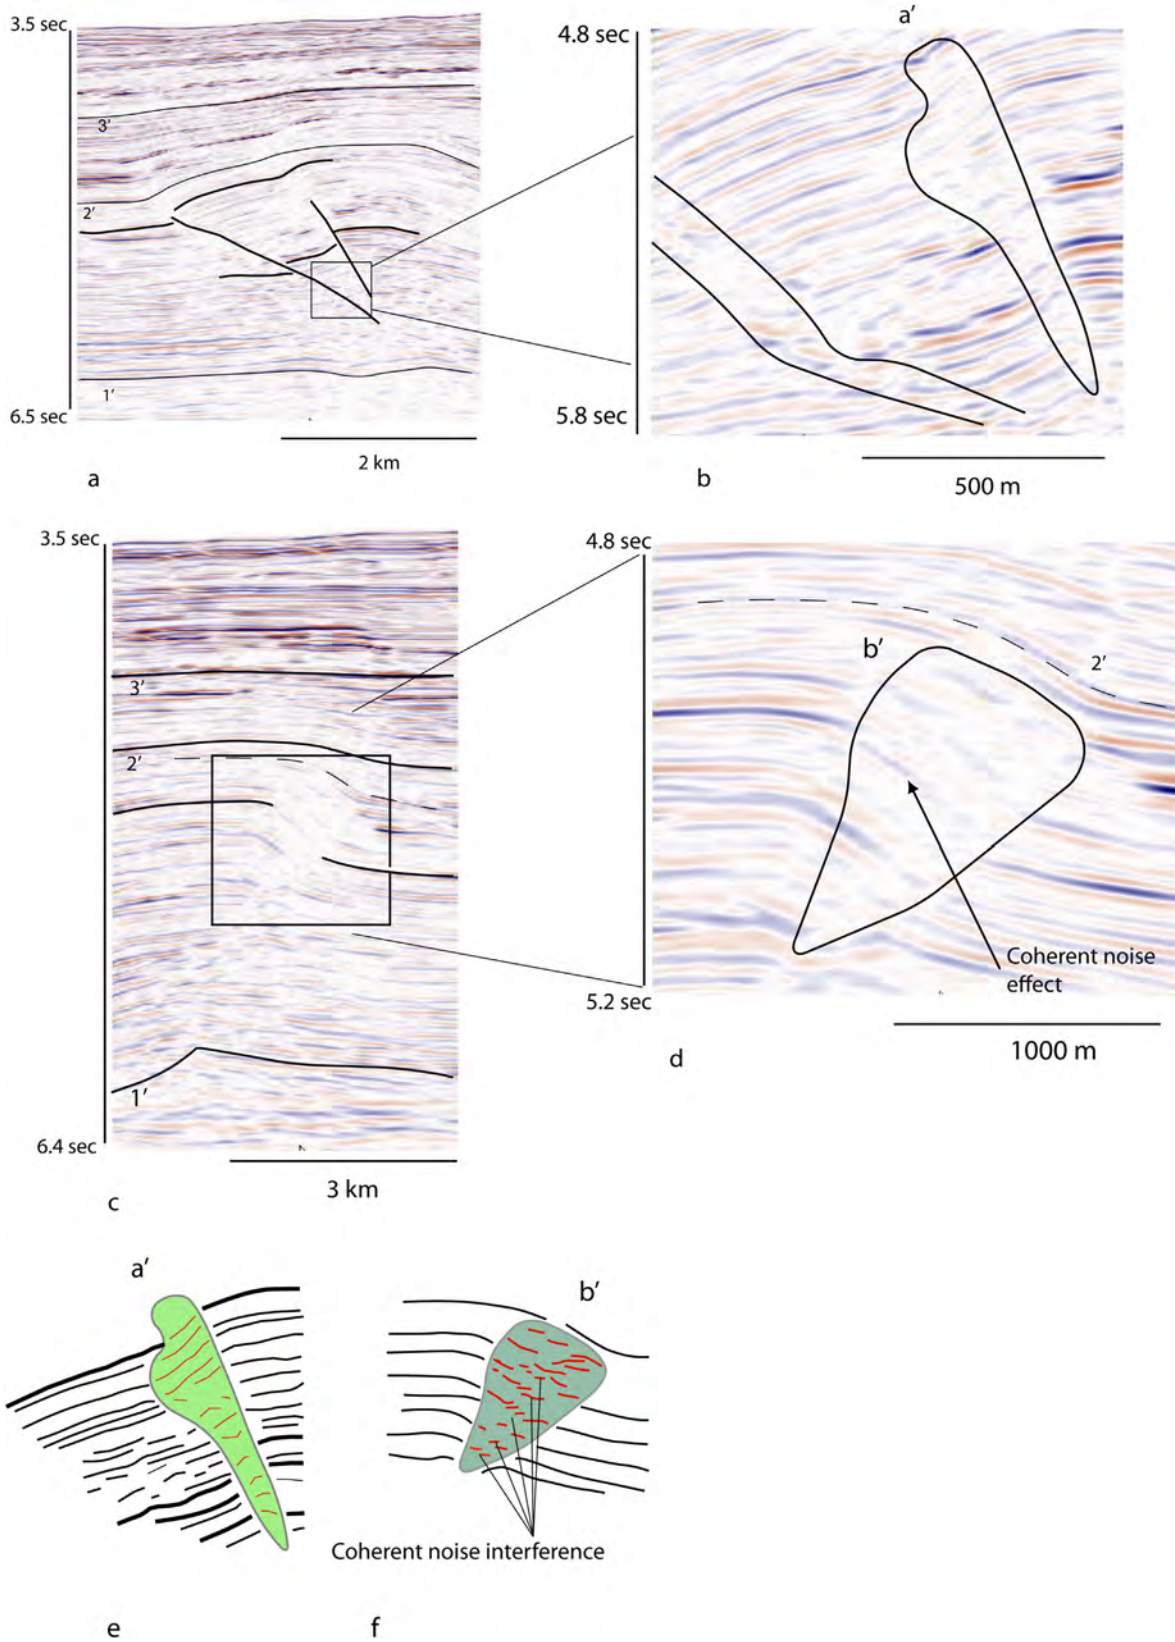 3.5 sec
3'
2'
1'
6.5 sec
2 km
a
a'
4.8 sec
5.8 sec
500 m
b
3.5 sec
3'
2'
1'
6.4 sec
3 km
c
4.8 sec
b'
2'
Coherent noise
effect
5.2 sec
1000 m
d
a'
b'
Coherent noise interference
e
f